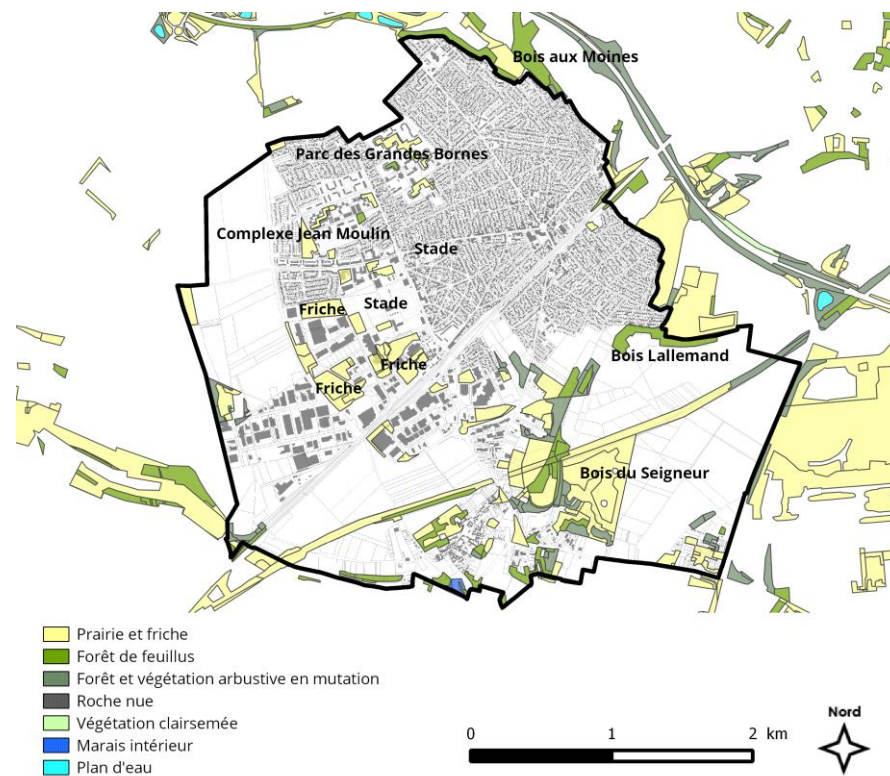 Bois aux Moines
Parc des Grandes Bornes
Complexe Jean Moulin
Stade
Friche
Stade
Bois Lallemand
Friche
Friche
Bois du Seigneur
Prairie et friche
Forêt de feuillus
Forêt et végétation arbustive en mutation
Roche nue
Végétation clairsemée
Marais intérieur
Plan d'eau
0 1 2 km
Nord